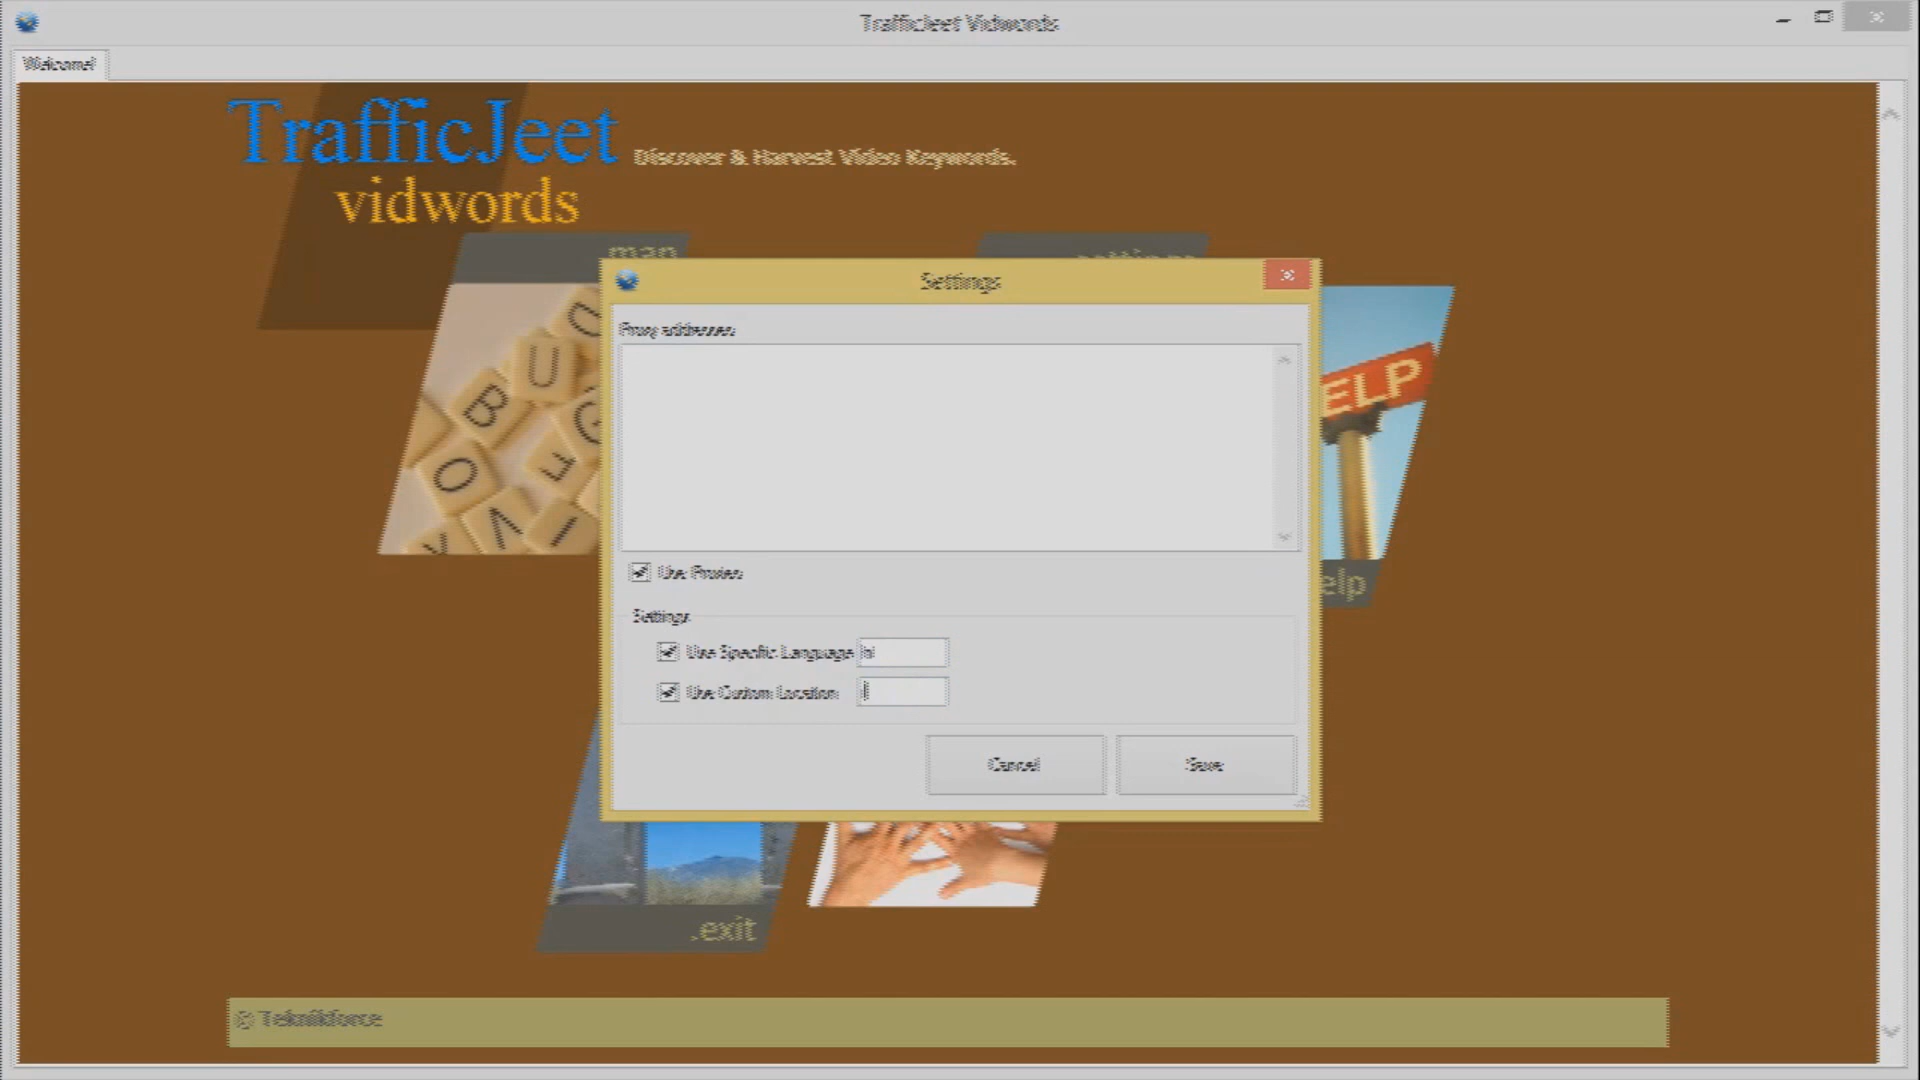 TrafficJeet Vidwords
Welcome!
TrafficJeet
vidwords
Discover & Harvest Video Keywords.
Settings
Proxy addresses:
Use Proxies
Settings
Use Specific Language
Use Custom Location
Cancel
Save
ELP
elp
.exit
© Teknikforce